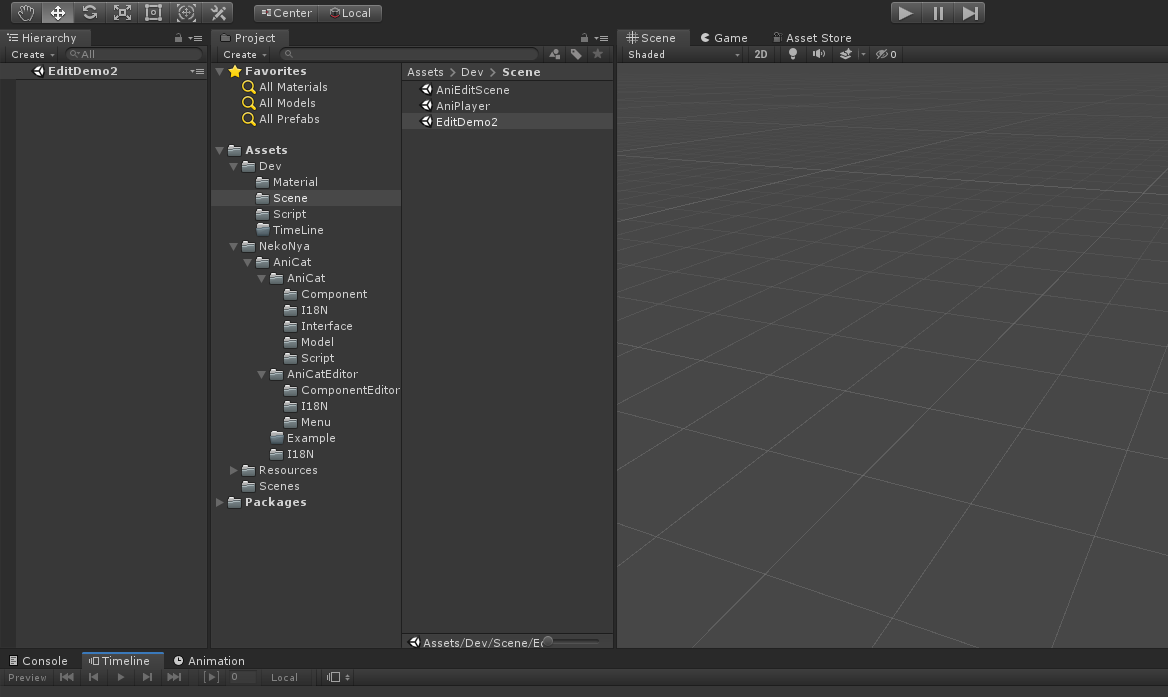 Center Local
Hierarchy
Create All
EditDemo2
Project
Create
Favorites
All Materials
All Models
All Prefabs
Assets
Dev
Material
Scene
Script
TimeLine
NekoNya
AniCat
AniCat
Component
I18N
Interface
Model
Script
AniCatEditor
ComponentEditor
I18N
Menu
Example
I18N
Resources
Scenes
Packages
Assets > Dev > Scene
AniEditScene
AniPlayer
EditDemo2
Assets/Dev/Scene/Ec
Scene Game Asset Store
Shaded 2D 0
Console Timeline Animation
Preview 0 Local